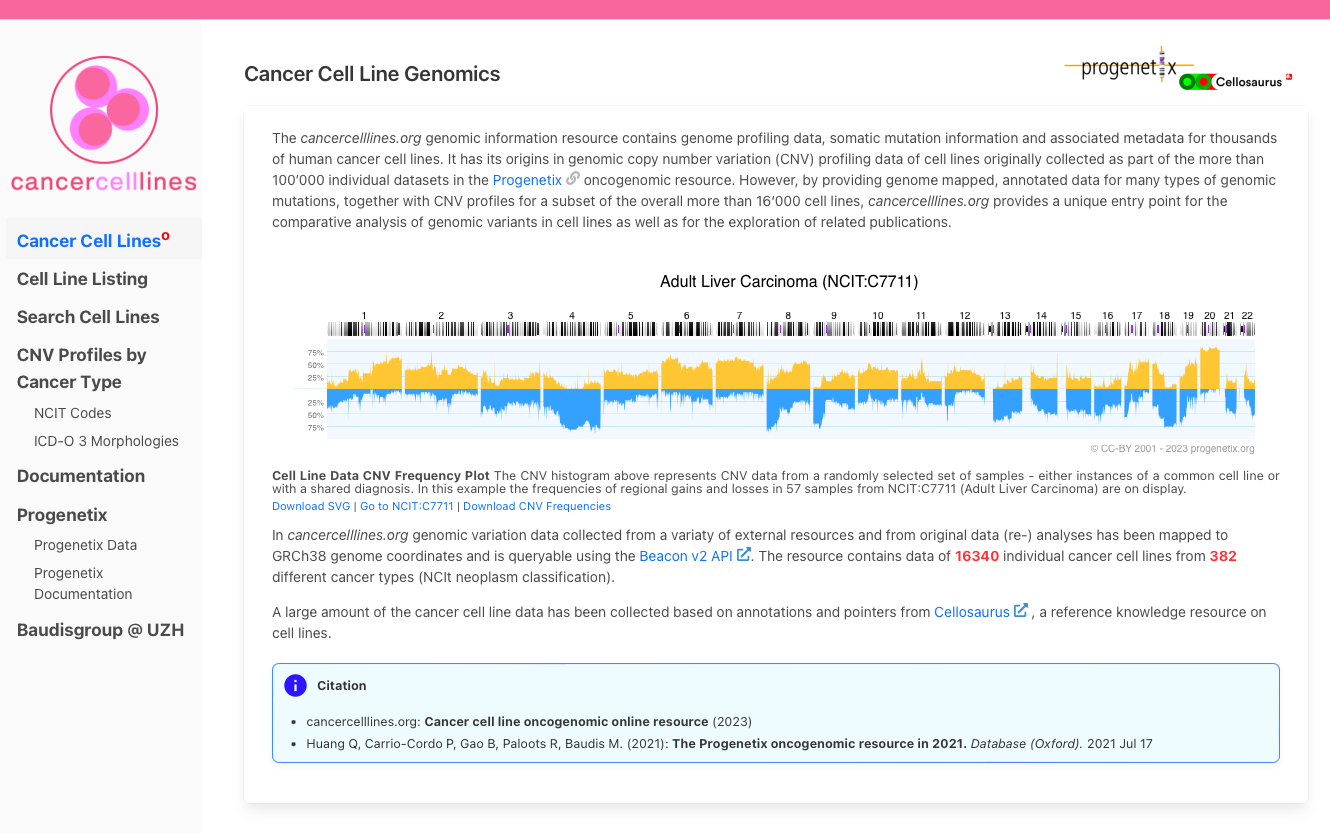 cancercelllines
Cancer Cell Lineso
Cell Line Listing
Search Cell Lines
CNV Profiles by
Cancer Type
NCIT Codes
ICD-O 3 Morphologies
Documentation
Progenetix
Progenetix Data
Progenetix
Documentation
Baudisgroup @ UZH
Cancer Cell Line Genomics
progenetix
Cellosaurus
The cancercelllines.org genomic information resource contains genome profiling data, somatic mutation information and associated metadata for thousands
of human cancer cell lines. It has its origins in genomic copy number variation (CNV) profiling data of cell lines originally collected as part of the more than
100’000 individual datasets in the Progenetix oncogenomic resource. However, by providing genome mapped, annotated data for many types of genomic
mutations, together with CNV profiles for a subset of the overall more than 16’000 cell lines, cancercelllines.org provides a unique entry point for the
comparative analysis of genomic variants in cell lines as well as for the exploration of related publications.
Adult Liver Carcinoma (NCIT:C7711)
1 2 3 4 5 6 7 8 9 10 11 12 13 14 15 16 17 18 19 20 21 22
75%
50%
25%
25%
50%
75%
© CC-BY 2001 - 2023 progenetix.org
Cell Line Data CNV Frequency Plot The CNV histogram above represents CNV data from a randomly selected set of samples - either instances of a common cell line or
with a shared diagnosis. In this example the frequencies of regional gains and losses in 57 samples from NCIT:C7711 (Adult Liver Carcinoma) are on display.
Download SVG | Go to NCIT:C7711 | Download CNV Frequencies
In cancercelllines.org genomic variation data collected from a variaty of external resources and from original data (re-) analyses has been mapped to
GRCh38 genome coordinates and is queryable using the Beacon v2 API . The resource contains data of 16340 individual cancer cell lines from 382
different cancer types (NCIt neoplasm classification).
A large amount of the cancer cell line data has been collected based on annotations and pointers from Cellosaurus , a reference knowledge resource on
cell lines.
Citation
• cancercelllines.org: Cancer cell line oncogenomic online resource (2023)
• Huang Q, Carrio-Cordo P, Gao B, Paloots R, Baudis M. (2021): The Progenetix oncogenomic resource in 2021. Database (Oxford). 2021 Jul 17